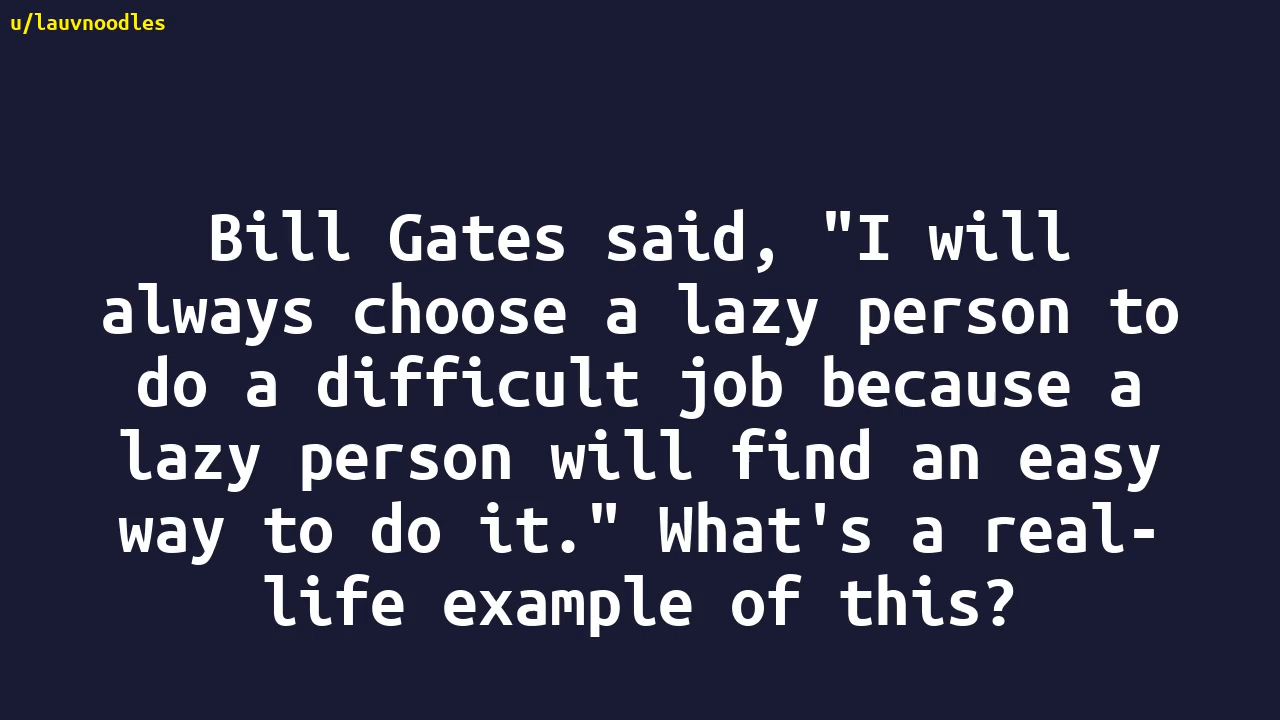 u/lauvnoodles
Bill Gates said, "I will
always choose a lazy person to
do a difficult job because a
lazy person will find an easy
way to do it." What's a real-
life example of this?